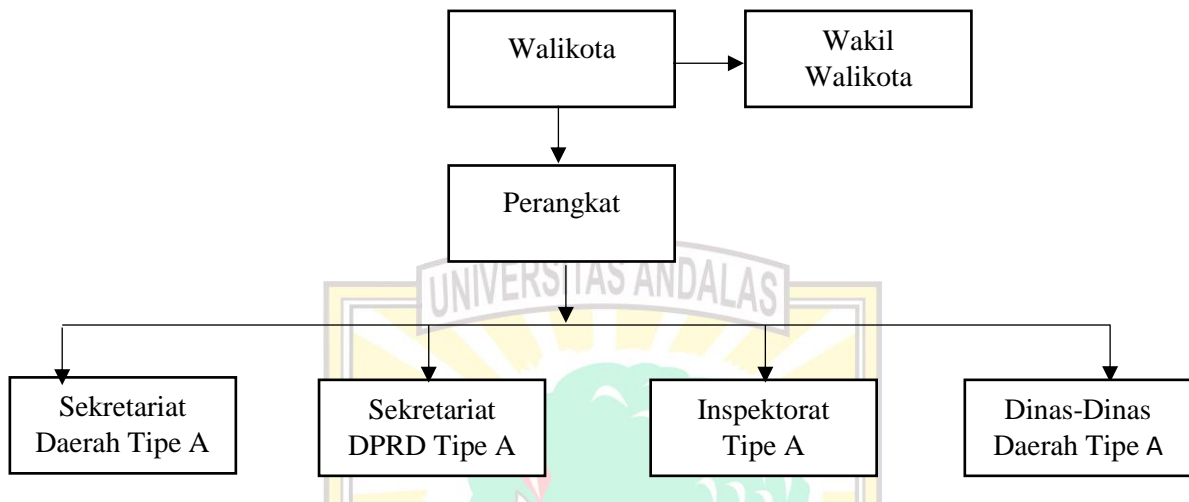 Walikota
Wakil
Walikota
Perangkat
UNIVERSITAS ANDALAS
Sekretariat
Daerah Tipe A
Sekretariat
DPRD Tipe A
Inspektorat
Tipe A
Dinas-Dinas
Daerah Tipe A